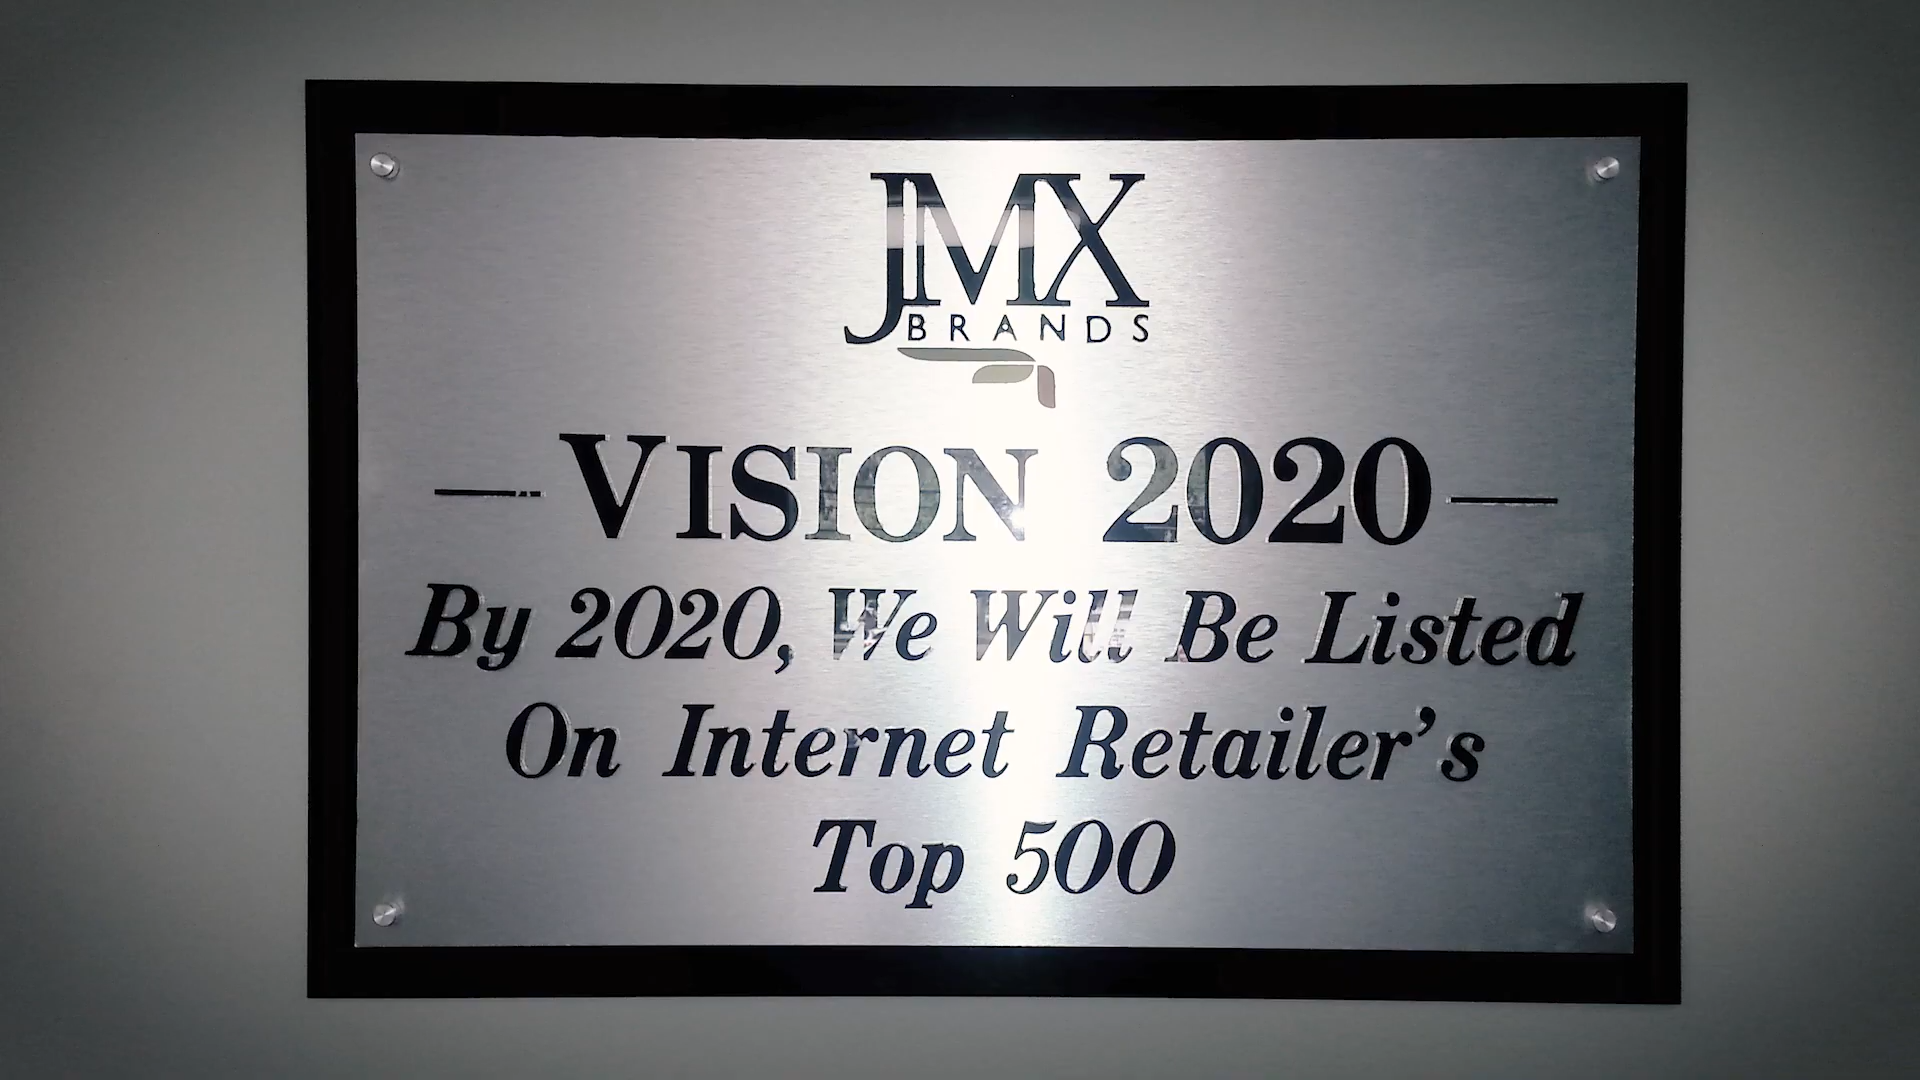 JMX
BRANDS
— VISION 2020 —
By 2020, We Will Be Listed
On Internet Retailer's
Top 500